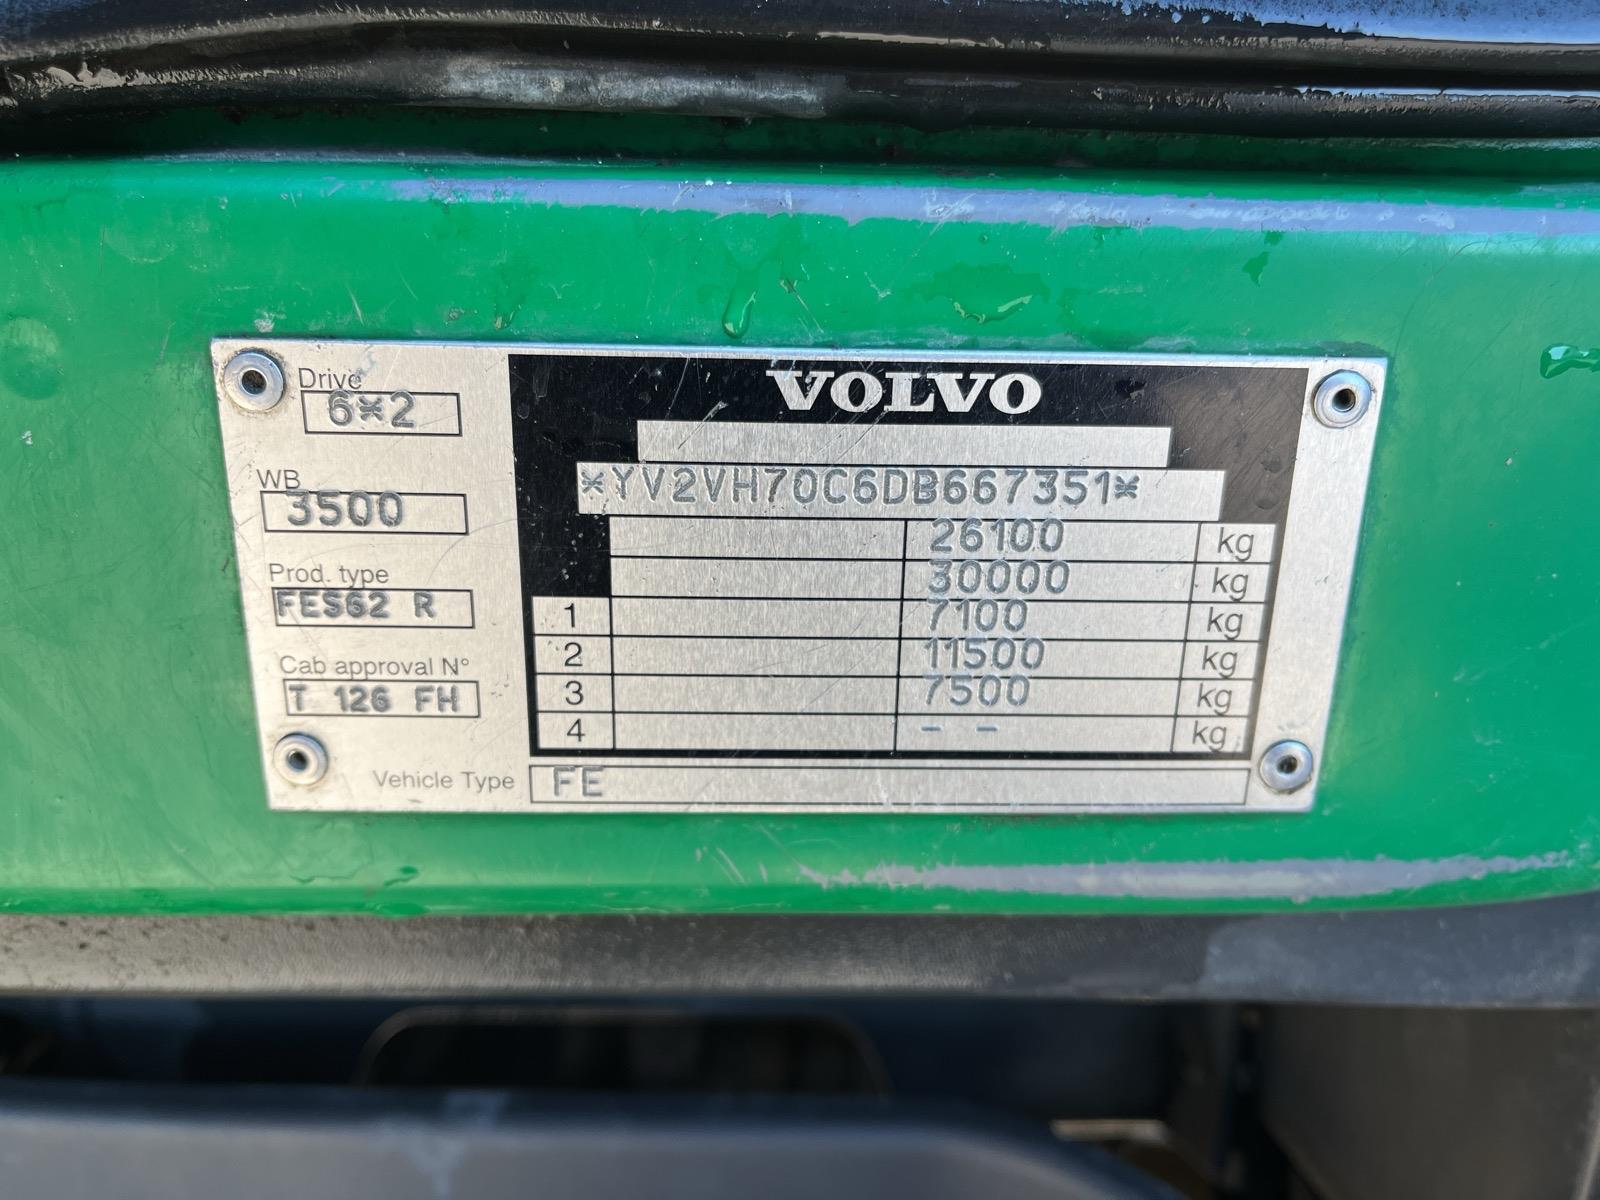 Drive
6*2
WB
3500
Prod. type
FES62 R
Cab approval N°
T 126 FH
VOLVO
*YV2VH70C6DB667351*
26100 kg
30000 kg
1 7100 kg
2 11500 kg
3 7500 kg
4 - - kg
Vehicle Type FE